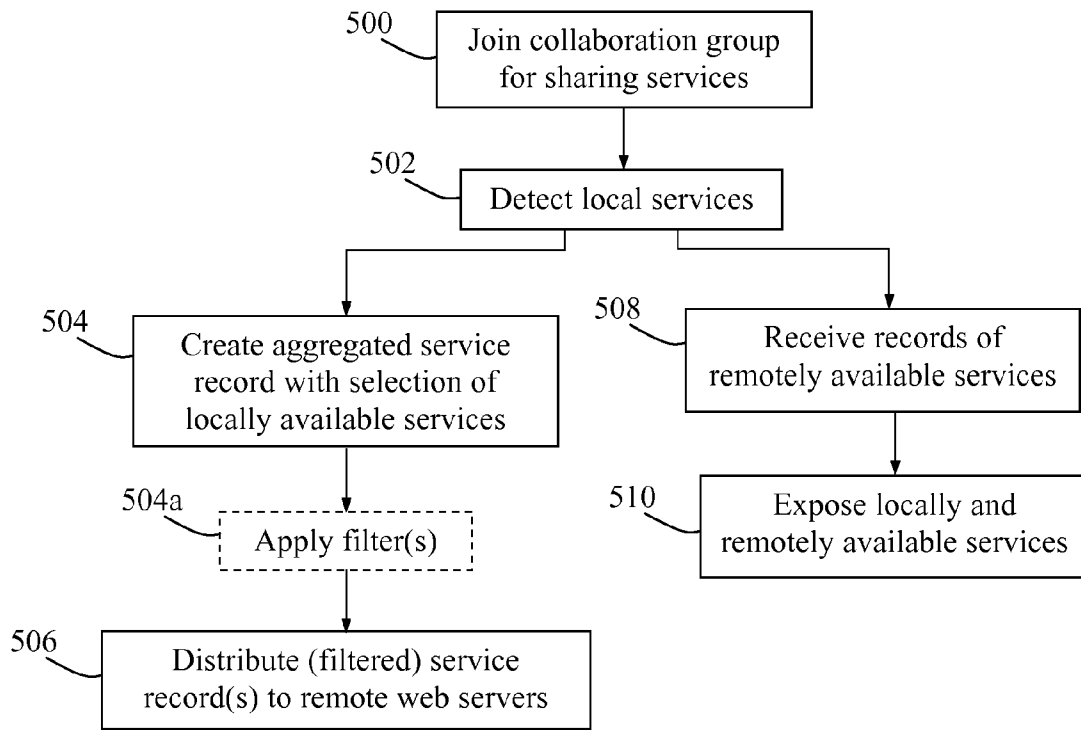 500
Join collaboration group
for sharing services
502
Detect local services
504
Create aggregated service
record with selection of
locally available services
504a
Apply filter(s)
506
Distribute (filtered) service
record(s) to remote web servers
508
Receive records of
remotely available services
510
Expose locally and
remotely available services